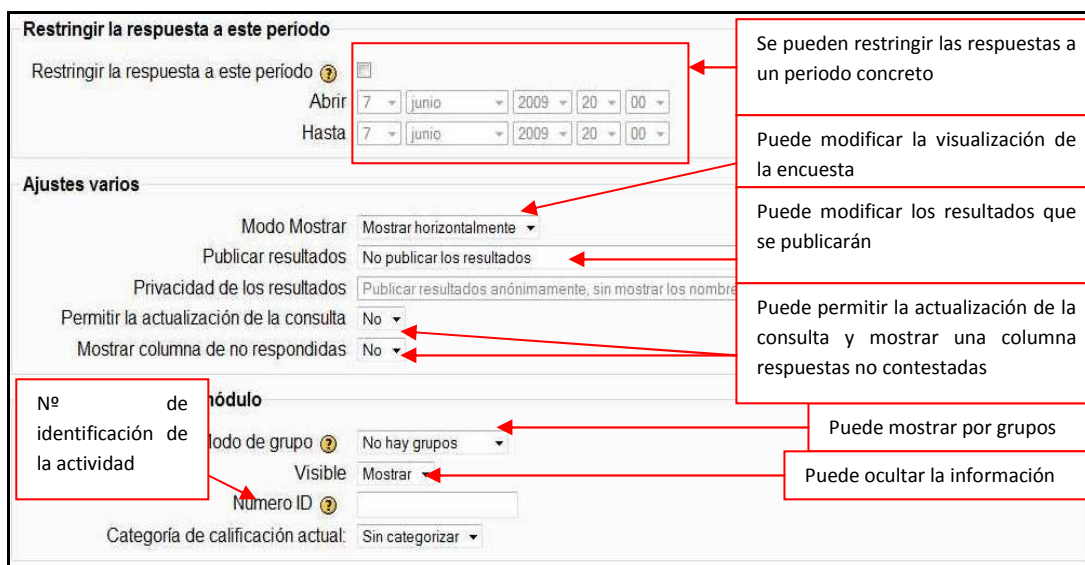 Restringir la respuesta a este período
Restringir la respuesta a este período
Abrir 7 junio 2009 20 00
Hasta 7 junio 2009 20 00
Se pueden restringir las respuestas a
un periodo concreto
Puede modificar la visualización de
la encuesta
Ajustes varios
Modo Mostrar Mostrar horizontalmente
Publicar resultados No publicar los resultados
Privacidad de los resultados Publicar resultados anónimamente, sin mostrar los nombre
Permitir la actualización de la consulta No
Mostrar columna de no respondidas No
Puede modificar los resultados que
se publicarán
Puede permitir la actualización de la
consulta y mostrar una columna
respuestas no contestadas
Nº de
identificación de
la actividad
módulo
Modo de grupo No hay grupos
Visible Mostrar
Número ID
Categoría de calificación actual: Sin categorizar
Puede mostrar por grupos
Puede ocultar la información